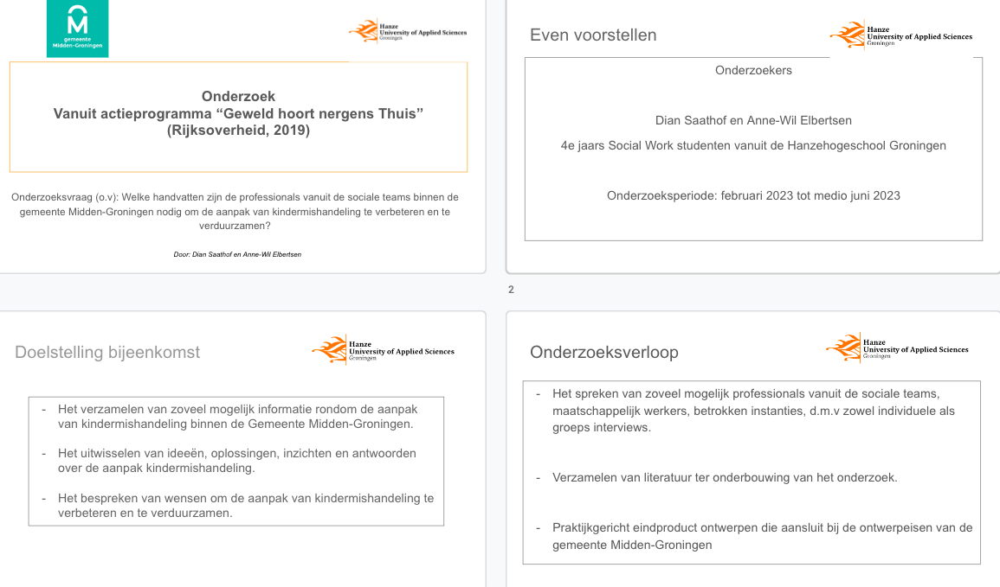 gemeente
Midden-Groningen
Hanze
University of Applied Sciences
Groningen
Onderzoek
Vanuit actieprogramma “Geweld hoort nergens Thuis”
(Rijksoverheid, 2019)
Onderzoeksvraag (o.v): Welke handvatten zijn de professionals vanuit de sociale teams binnen de
gemeente Midden-Groningen nodig om de aanpak van kindermishandeling te verbeteren en te
verduurzamen?
Door: Dian Saathof en Anne-Wil Elbertsen
Even voorstellen
Hanze
University of Applied Sciences
Groningen
Onderzoekers
Dian Saathof en Anne-Wil Elbertsen
4e jaars Social Work studenten vanuit de Hanzehogeschool Groningen
Onderzoeksperiode: februari 2023 tot medio juni 2023
2
Doelstelling bijeenkomst
Hanze
University of Applied Sciences
Groningen
- Het verzamelen van zoveel mogelijk informatie rondom de aanpak
van kindermishandeling binnen de Gemeente Midden-Groningen.
- Het uitwisselen van ideeën, oplossingen, inzichten en antwoorden
over de aanpak kindermishandeling.
- Het bespreken van wensen om de aanpak van kindermishandeling te
verbeteren en te verduurzamen.
Onderzoeksverloop
Hanze
University of Applied Sciences
Groningen
- Het spreken van zoveel mogelijk professionals vanuit de sociale teams,
maatschappelijk werkers, betrokken instanties, d.m.v zowel individuele als
groeps interviews.
- Verzamelen van literatuur ter onderbouwing van het onderzoek.
- Praktijkgericht eindproduct ontwerpen die aansluit bij de ontwerpeisen van de
gemeente Midden-Groningen